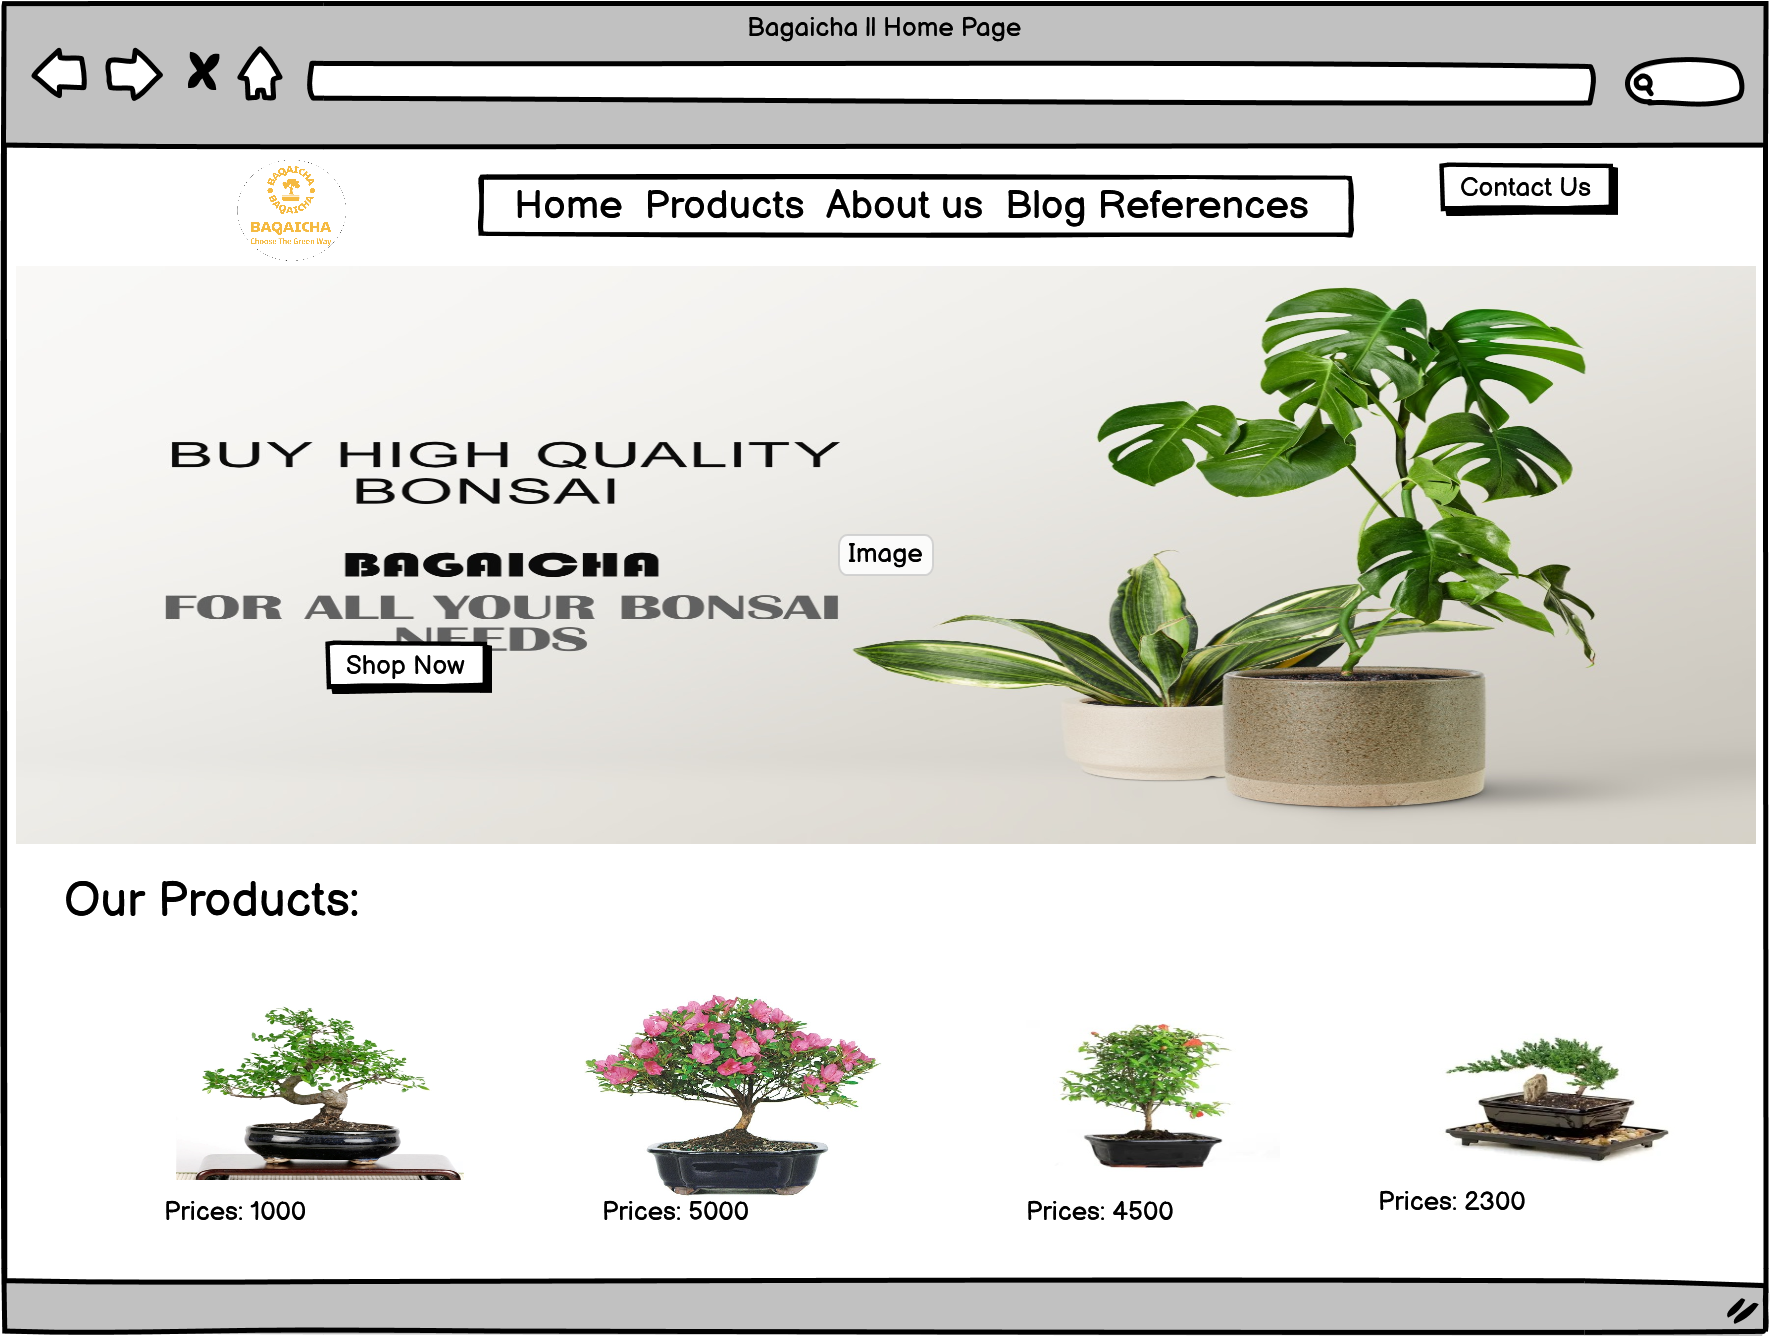 Bagaicha || Home Page
BAQAICHA
BAQAICHA
BAQAICHA
Choose The Green Way
Home Products About us Blog References
Contact Us
BUY HIGH QUALITY
BONSAI
BAGAICHA
FOR ALL YOUR BONSAI
NEEDS
Image
Shop Now
Our Products:
Prices: 1000
Prices: 5000
Prices: 4500
Prices: 2300